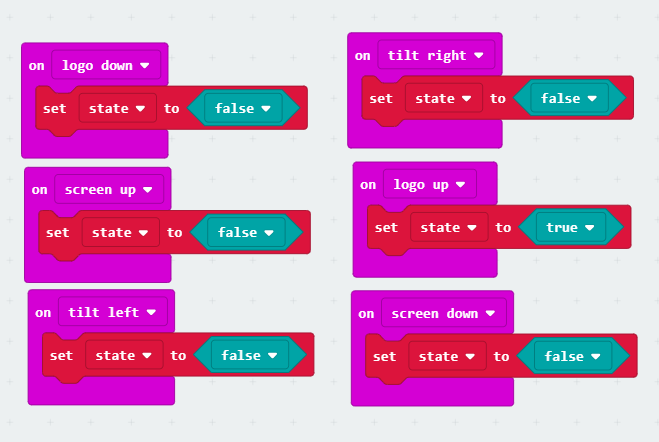 on logo down
set state to false
on screen up
set state to false
on tilt left
set state to false
on tilt right
set state to false
on logo up
set state to true
on screen down
set state to false